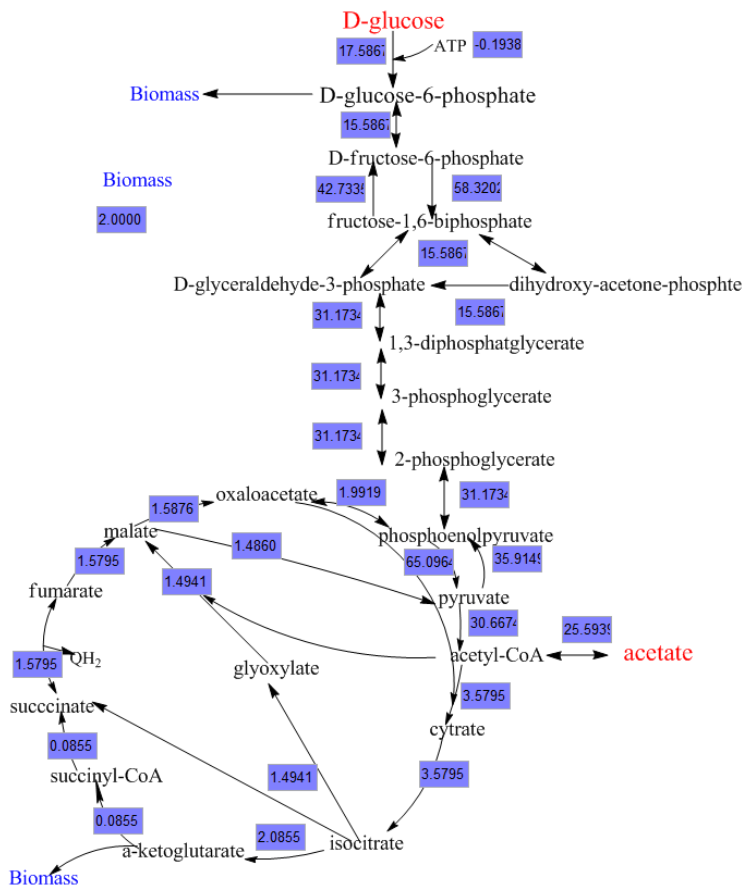 D-glucose
17.5867
ATP
-0.1938
Biomass
D-glucose-6-phosphate
15.5867
D-fructose-6-phosphate
Biomass
42.7335
58.3202
2.0000
fructose-1,6-biphosphate
15.5867
D-glyceraldehyde-3-phosphate
dihydroxy-acetone-phosphte
31.1734
15.5867
1,3-diphosphatglycerate
31.1734
3-phosphoglycerate
31.1734
2-phosphoglycerate
oxaloacetate
1.9919
31.1734
1.5876
malate
phosphoenolpyruvate
1.4860
65.0964
35.9149
1.5795
fumarate
1.4941
pyruvate
30.6674
25.5939
QH2
1.5795
glyoxylate
acetyl-CoA
acetate
succcinate
3.5795
cytrate
0.0855
succinyl-CoA
1.4941
3.5795
0.0855
2.0855
isocitrate
a-ketoglutarate
Biomass